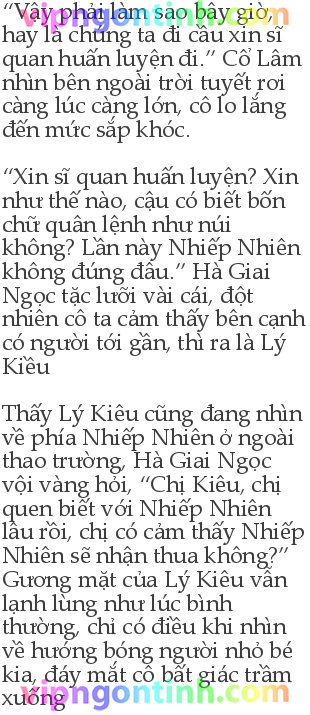 “Vậy phải làm sao bây giờ,
hay là chúng ta đi cầu xin sĩ
quan huấn luyện đi.” Cổ Lâm
nhìn bên ngoài trời tuyết rơi
càng lúc càng lớn, cô lo lắng
đến mức sắp khóc.
“Xin sĩ quan huấn luyện? Xin
như thế nào, cậu có biết bốn
chữ quân lệnh như núi
không? Lần này Nhiếp Nhiên
không đúng đâu.” Hà Giai
Ngọc tặc lưỡi vài cái, đột
nhiên cô ta cảm thấy bên cạnh
có người tới gần, thì ra là Lý
Kiều
Thấy Lý Kiêu cũng đang nhìn
về phía Nhiếp Nhiên ở ngoài
thao trường, Hà Giai Ngọc
vội vàng hỏi, “Chị Kiêu, chị
quen biết với Nhiếp Nhiên
lâu rồi, chị có cảm thấy Nhiếp
Nhiên sẽ nhận thua không?”
Gương mặt của Lý Kiêu vẫn
lạnh lùng như lúc bình
thường, chỉ có điều khi nhìn
về hướng bóng người nhỏ bé
kia, đáy mắt cô bất giác trầm
xuống
vipngontinh.com
vipngontinh.com